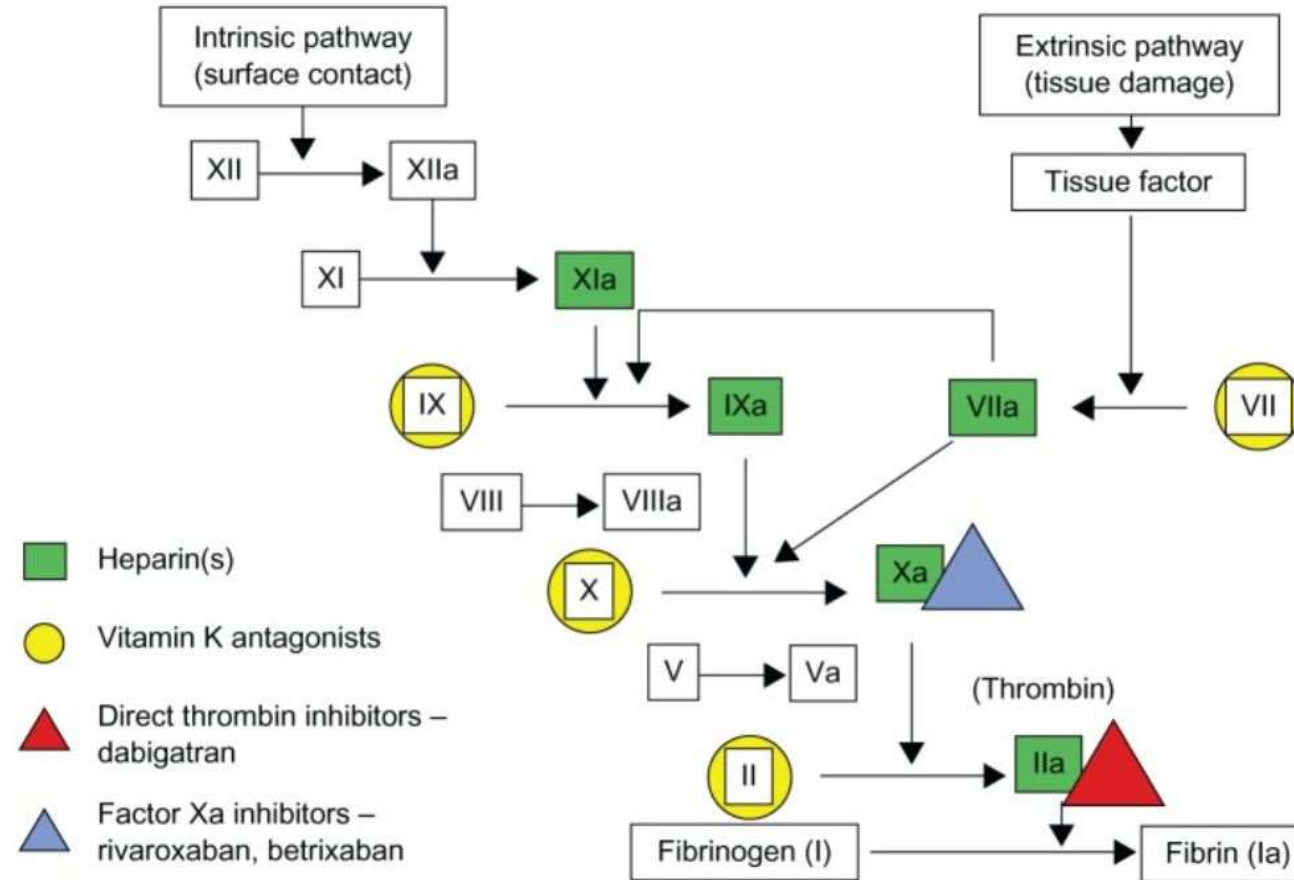 Intrinsic pathway
(surface contact)
Extrinsic pathway
(tissue damage)
XII
XIIa
Tissue factor
XI
XIa
IX
IXa
VIIa
VII
VIII
VIIIa
Heparin(s)
X
Xa
Vitamin K antagonists
V
Va
(Thrombin)
Direct thrombin inhibitors –
dabigatran
II
IIa
Factor Xa inhibitors –
rivaroxaban, betrixaban
Fibrinogen (I)
Fibrin (Ia)